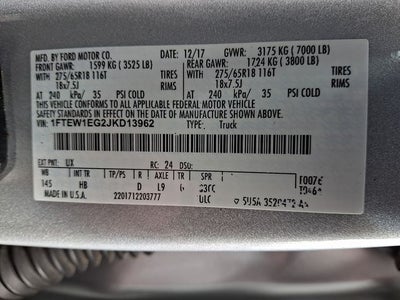 MFD. BY FORD MOTOR CO. 12/17 GVWR: 3175 KG ( 7000 LB)
FRONT GAWR: 1599 KG ( 3525 LB) REAR GAWR: 1724 KG ( 3800 LB)
WITH WITH
275/65R18 116T TIRES 275/65R18 116T TIRES
18x7.5J RIMS 18x7.5J RIMS
AT 240 kPa/ 35 PSI COLD AT 240 kPa/ 35 PSI COLD
THIS VEHICLE CONFORMS TO ALL APPLICABLE FEDERAL MOTOR VEHICLE
SAFETY STANDARDS IN EFFECT ON THE DATE OF MANUFACTURE SHOWN ABOVE.
VIN: 1FTEW1EG2JKD13962 TYPE: Truck
EXT PNT: UX RC: 24 DSO:
WB INT TR TP/PS R AXLE TR SPR
145 HB D L9
MADE IN U.S.A. 2201712203777